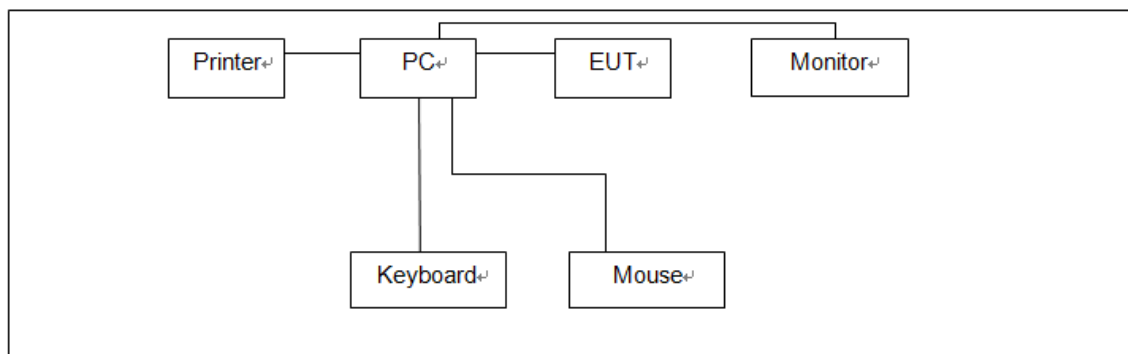 Printer
PC
EUT
Monitor
Keyboard
Mouse